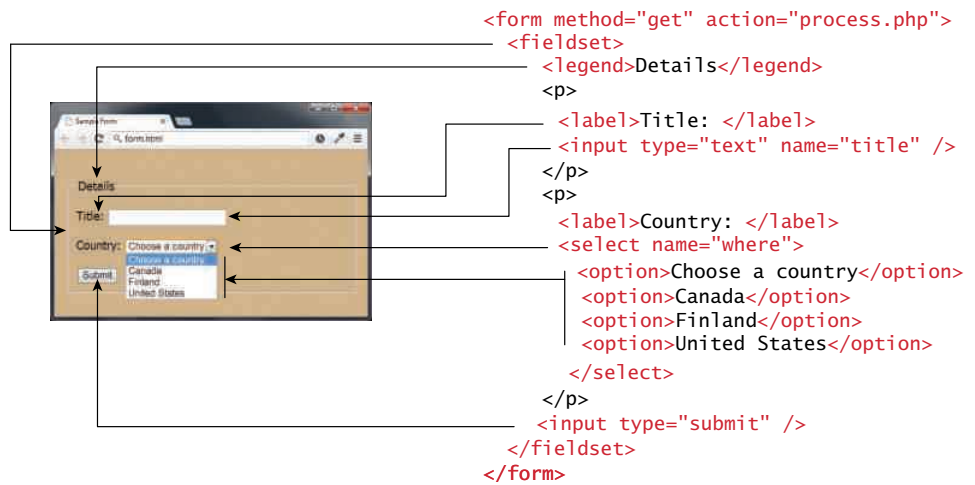 <form method="get" action="process.php">
<fieldset>
<legend>Details</legend>
<p>
<label>Title: </label>
<input type="text" name="title" />
</p>
<p>
<label>Country: </label>
<select name="where">
<option>Choose a country</option>
<option>Canada</option>
<option>Finland</option>
<option>United States</option>
</select>
</p>
<input type="submit" />
</fieldset>
</form>
Sample Form
form.html
Details
Title:
Country: Choose a country
Choose a country
Canada
Finland
United States
Submit